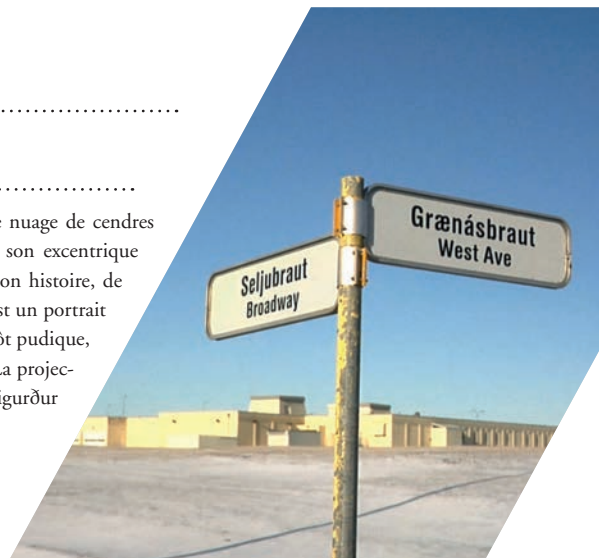 nuage de cendres
son excentrique
on histoire, de
st un portrait
ôt pudique,
a projec-
igurður
Grænásbraut
West Ave
Seljubraut
Broadway